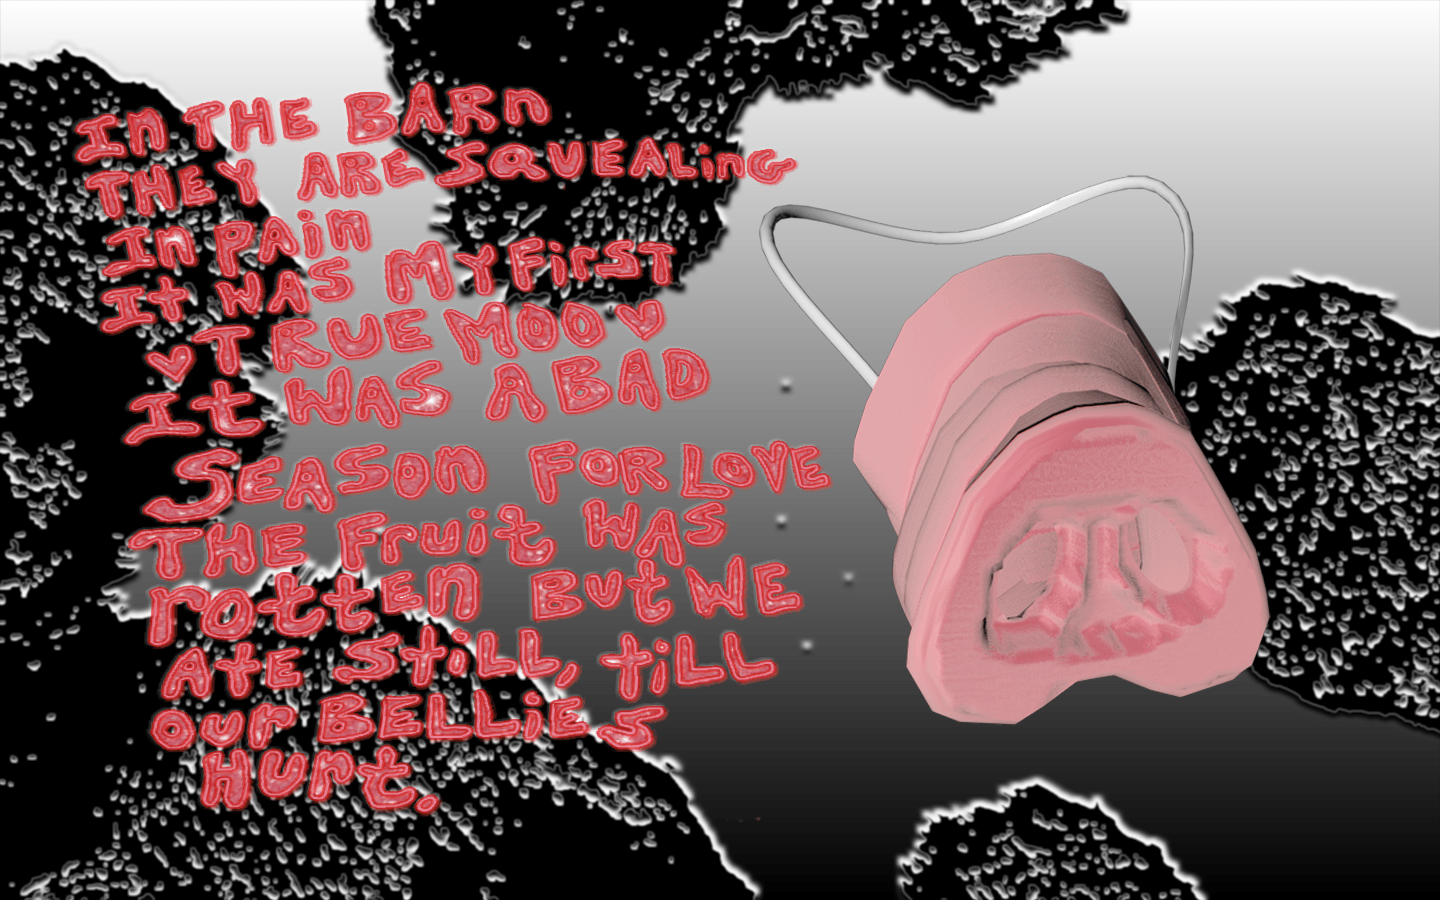 In THE BARn
THEY ARE SQUEALinG
In PAin
It WAS MY FirST
♥ TRUE MOO ♥
It WAS A BAD
SEASOn FOR LOVE
THE Fruit WAS
rotten But WE
AtE StiLL, tiLL
our BELLiES
Hurt.